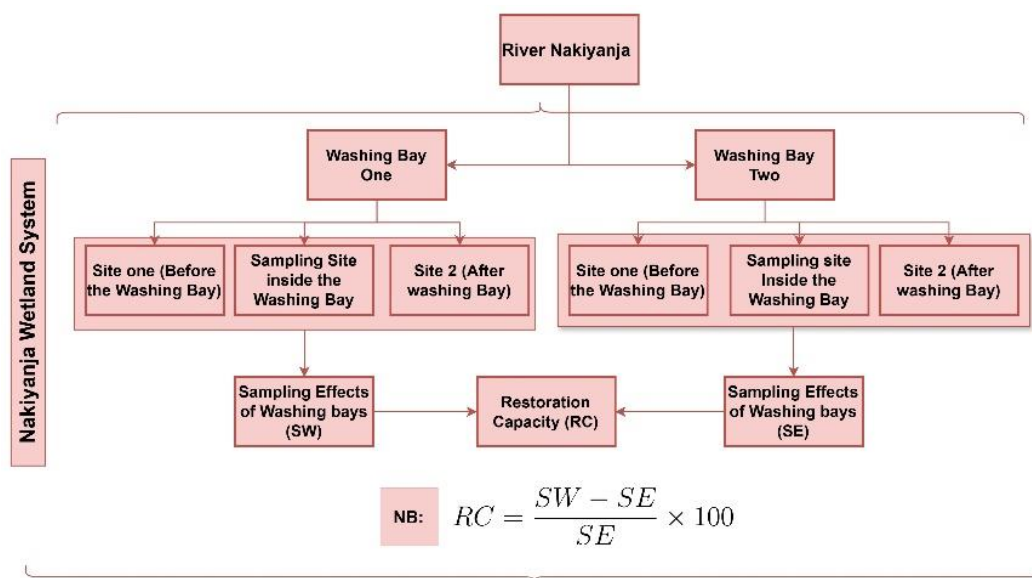 River Nakiyanja
Nakiyanja Wetland System
Washing Bay
One
Washing Bay
Two
Site one (Before
the Washing Bay)
Sampling Site
inside the
Washing Bay
Site 2 (After
washing Bay)
Site one (Before
the Washing Bay)
Sampling site
Inside the
Washing Bay
Site 2 (After
washing Bay)
Sampling Effects
of Washing bays
(SW)
Restoration
Capacity (RC)
Sampling Effects
of Washing bays
(SE)
NB: RC = (SW − SE) / SE × 100